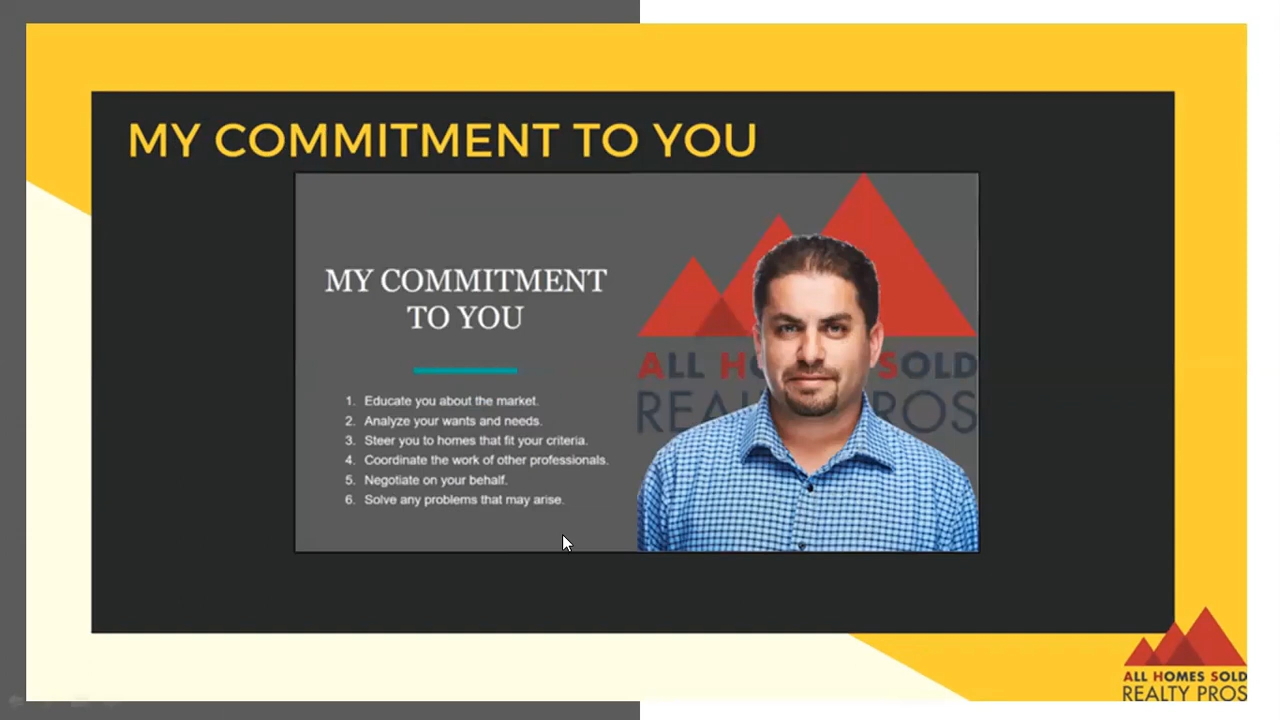 MY COMMITMENT TO YOU
MY COMMITMENT
TO YOU
1. Educate you about the market.
2. Analyze your wants and needs.
3. Steer you to homes that fit your criteria.
4. Coordinate the work of other professionals.
5. Negotiate on your behalf.
6. Solve any problems that may arise.
ALL H SOLD
REA PROS
ALL HOMES SOLD
REALTY PROS